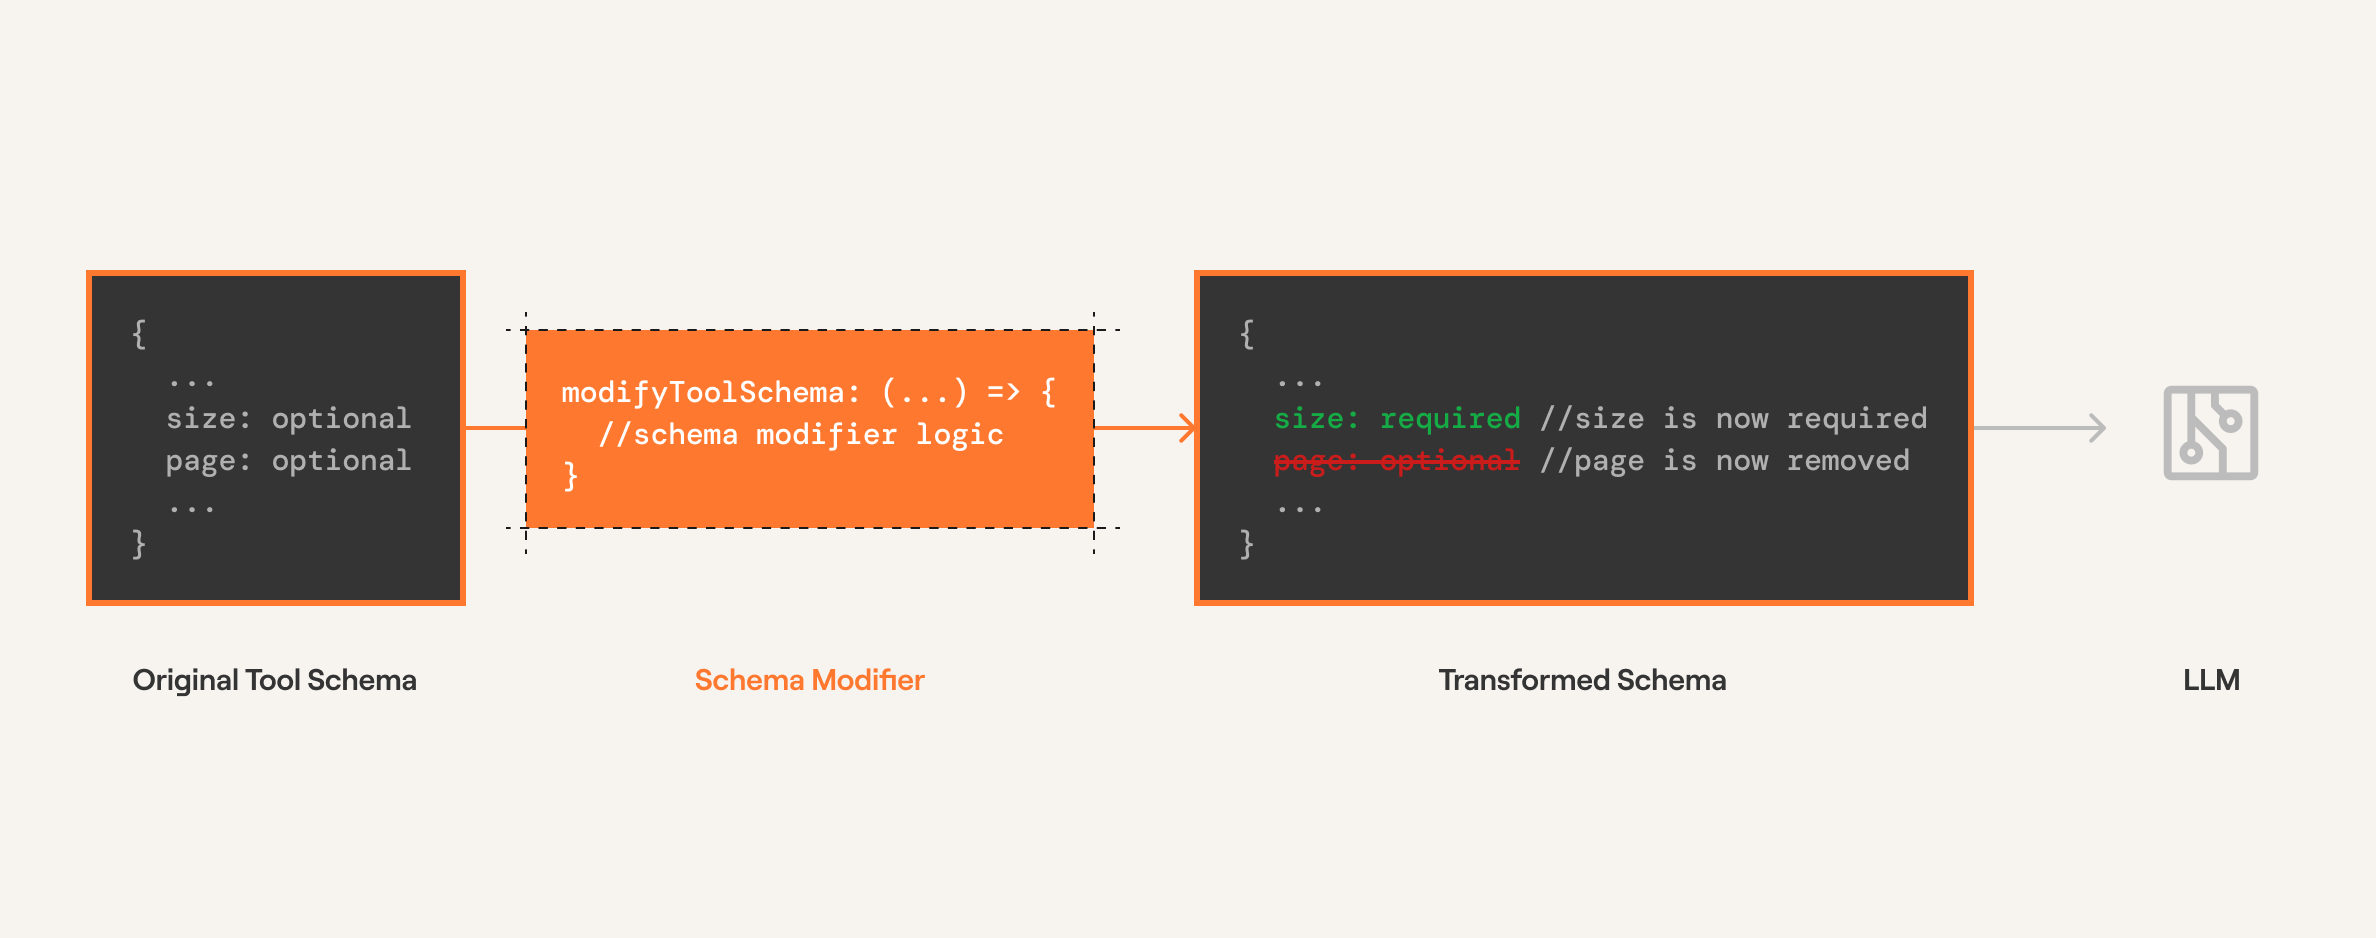 {
...
size: optional
page: optional
...
}
Original Tool Schema
modifyToolSchema: (...) => {
//schema modifier logic
}
Schema Modifier
{
...
size: required //size is now required
page: optional //page is now removed
...
}
Transformed Schema
LLM